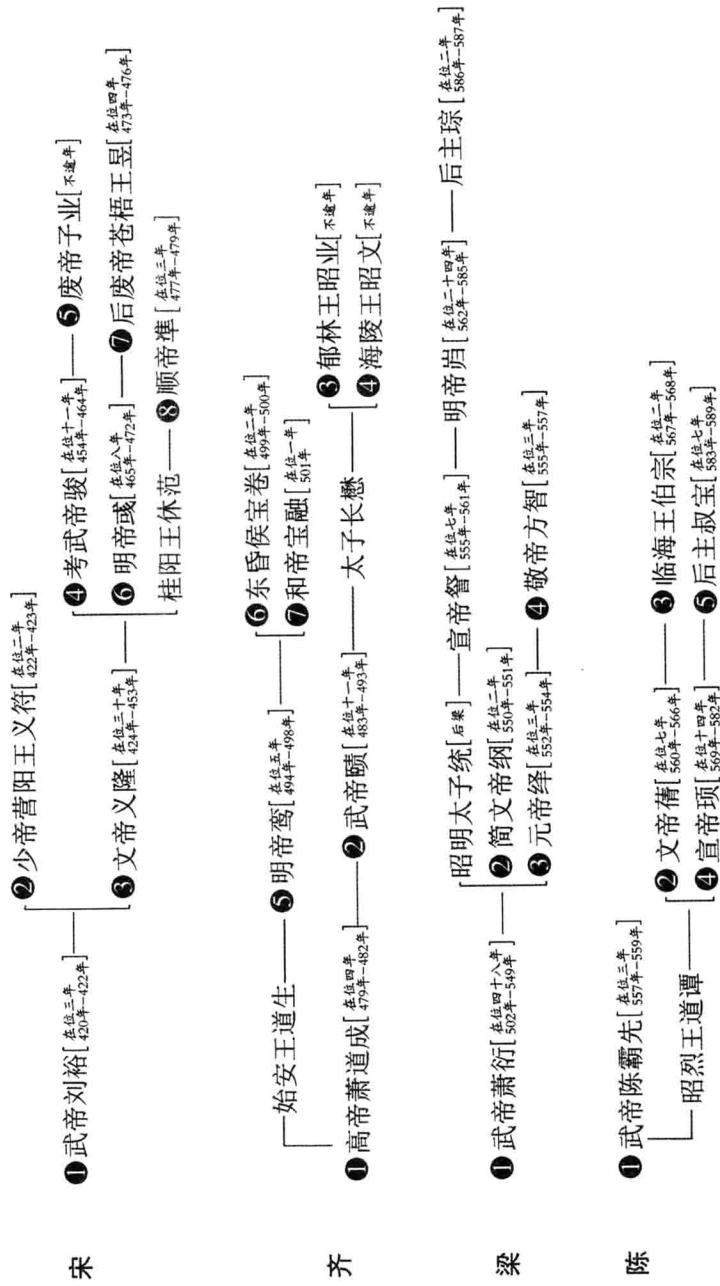 宋
❶武帝刘裕[在位三年 420年–422年]
❷少帝营阳王义符[在位二年 422年–423年]
❸文帝义隆[在位三十年 424年–453年]
❹考武帝骏[在位十一年 454年–464年]
❺废帝子业[不逾年]
❻明帝彧[在位八年 465年–472年]
❼后废帝苍梧王昱[在位四年 473年–476年]
桂阳王休范
❽顺帝准[在位三年 477年–479年]
齐
始安王道生
❺明帝鸾[在位五年 494年–498年]
❻东昏侯宝卷[在位二年 499年–500年]
❼和帝宝融[在位一年 501年]
❶高帝萧道成[在位四年 479年–482年]
❷武帝赜[在位十一年 483年–493年]
太子长懋
❸郁林王昭业[不逾年]
❹海陵王昭文[不逾年]
梁
❶武帝萧衍[在位四十八年 502年–549年]
昭明太子统[后梁]
宣帝詧[在位七年 555年–561年]
明帝岿[在位二十四年 562年–585年]
后主琮[在位二年 586年–587年]
❷简文帝纲[在位二年 550年–551年]
❸元帝绎[在位三年 552年–554年]
❹敬帝方智[在位三年 555年–557年]
陈
❶武帝陈霸先[在位三年 557年–559年]
昭烈王道谭
❷文帝蒨[在位七年 560年–566年]
❸临海王伯宗[在位二年 567年–568年]
❹宣帝顼[在位十四年 569年–582年]
❺后主叔宝[在位七年 583年–589年]